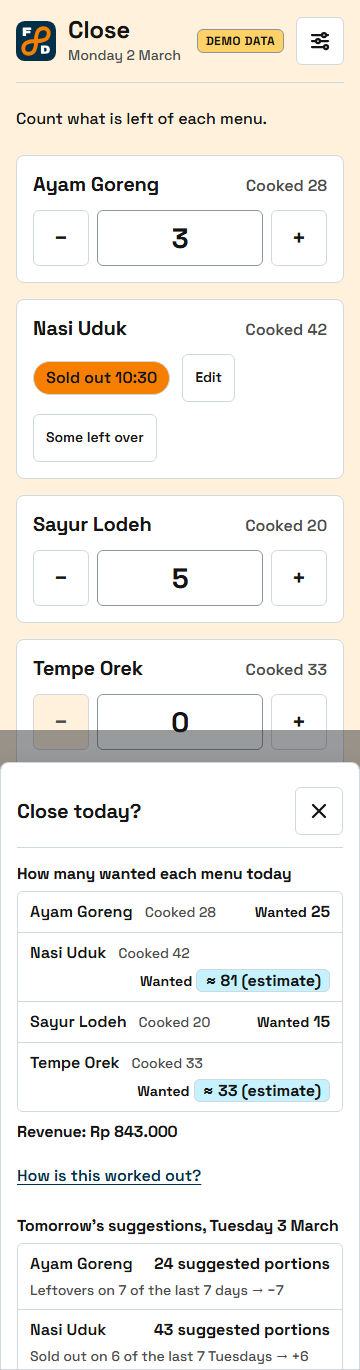 F D
Close
Monday 2 March
DEMO DATA
Count what is left of each menu.
Ayam Goreng Cooked 28
− 3 +
Nasi Uduk Cooked 42
Sold out 10:30 Edit
Some left over
Sayur Lodeh Cooked 20
− 5 +
Tempe Orek Cooked 33
− 0 +
Close today?
How many wanted each menu today
Ayam Goreng Cooked 28 Wanted 25
Nasi Uduk Cooked 42
Wanted ≈ 81 (estimate)
Sayur Lodeh Cooked 20 Wanted 15
Tempe Orek Cooked 33
Wanted ≈ 33 (estimate)
Revenue: Rp 843.000
How is this worked out?
Tomorrow's suggestions, Tuesday 3 March
Ayam Goreng 24 suggested portions
Leftovers on 7 of the last 7 days → −7
Nasi Uduk 43 suggested portions
Sold out on 6 of the last 7 Tuesdays → +6